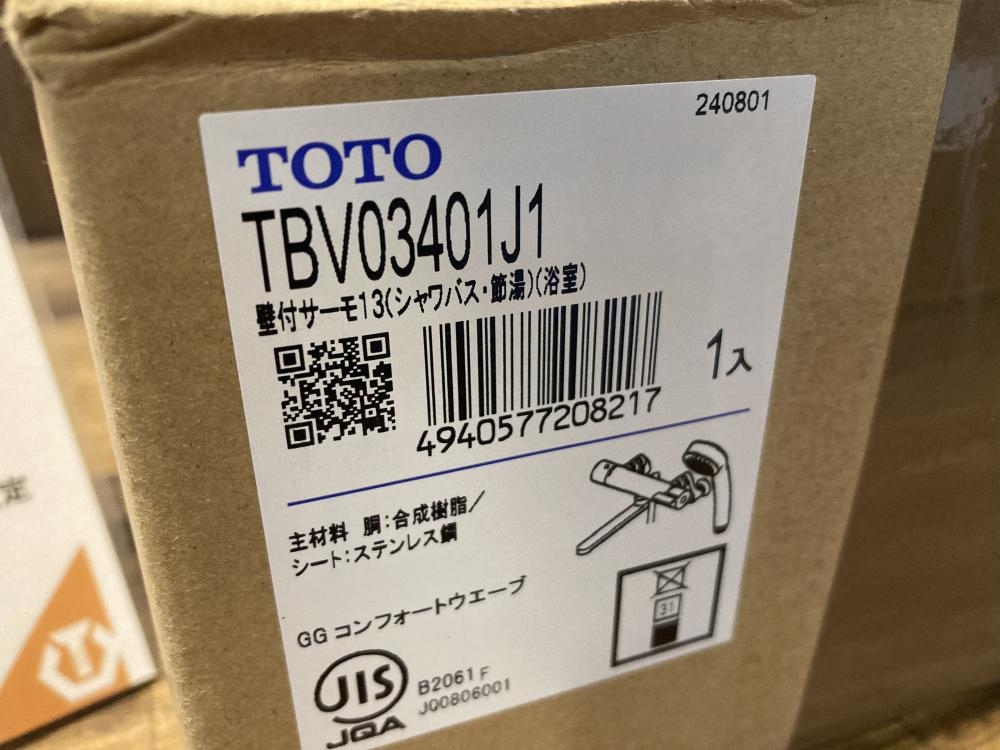 240801
TOTO
TBV03401J1
壁付サーモ13(シャワバス・節湯)(浴室)
1入
4940577208217
主材料 胴:合成樹脂/
シート:ステンレス鋼
GG コンフォートウエーブ
31
JIS
JQA
B2061 F
JQ0806001
定